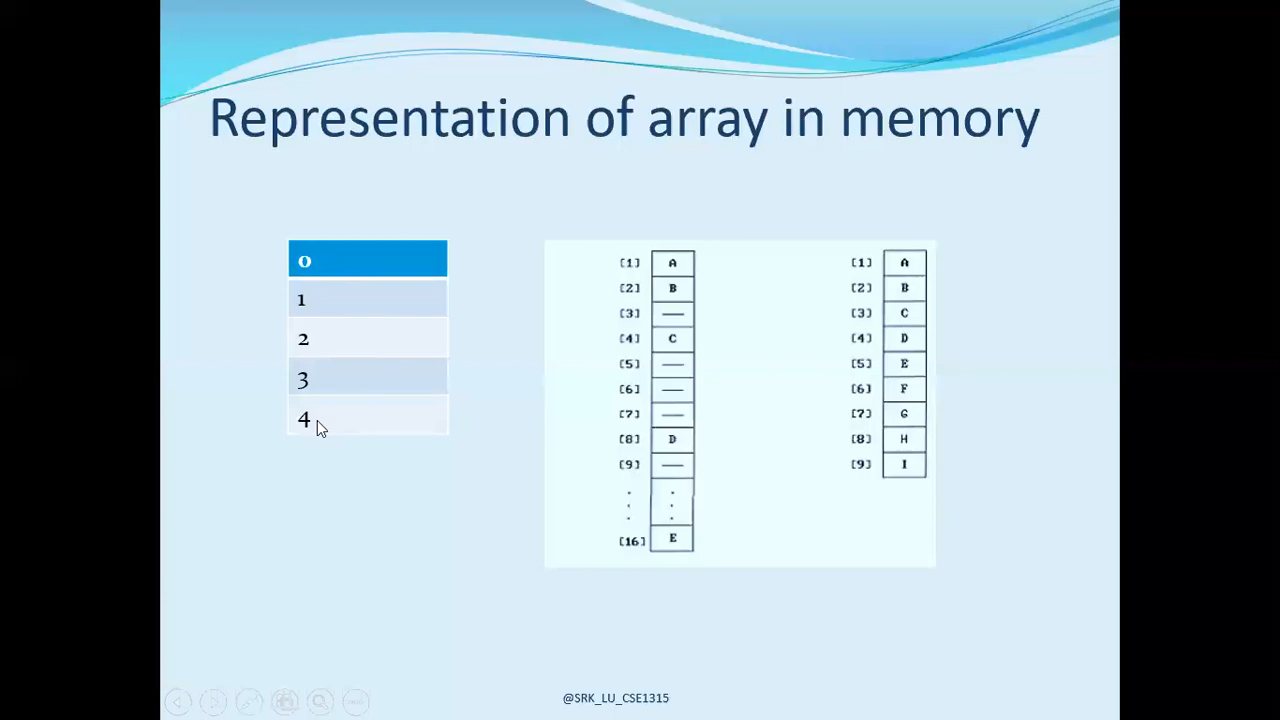 Representation of array in memory
0
1
2
3
4
[1] A
[2] B
[3] —
[4] C
[5] —
[6] —
[7] —
[8] D
[9] —
. .
. .
. .
[16] E
[1] A
[2] B
[3] C
[4] D
[5] E
[6] F
[7] G
[8] H
[9] I
@SRK_LU_CSE1315